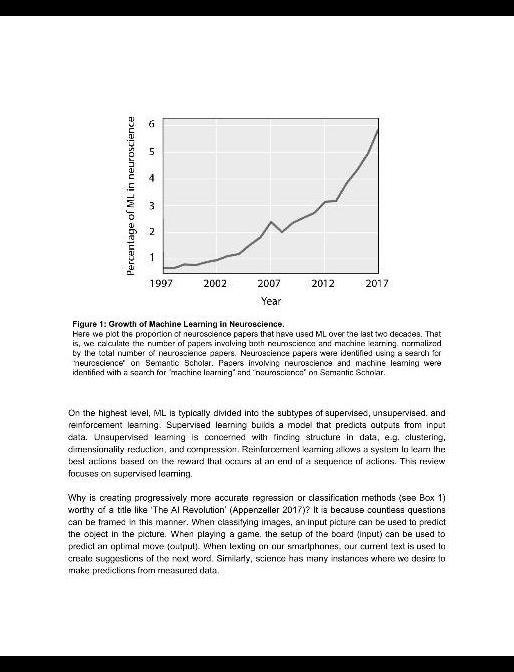 Percentage of ML in neuroscience
6
5
4
3
2
1
1997 2002 2007 2012 2017
Year
Figure 1: Growth of Machine Learning in Neuroscience.
Here we plot the proportion of neuroscience papers that have used ML over the last two decades. That
is, we calculate the number of papers involving both neuroscience and machine learning, normalized
by the total number of neuroscience papers. Neuroscience papers were identified using a search for
"neuroscience" on Semantic Scholar. Papers involving neuroscience and machine learning were
identified with a search for "machine learning" and "neuroscience" on Semantic Scholar.
On the highest level, ML is typically divided into the subtypes of supervised, unsupervised, and
reinforcement learning. Supervised learning builds a model that predicts outputs from input
data. Unsupervised learning is concerned with finding structure in data, e.g. clustering,
dimensionality reduction, and compression. Reinforcement learning allows a system to learn the
best actions based on the reward that occurs at an end of a sequence of actions. This review
focuses on supervised learning.
Why is creating progressively more accurate regression or classification methods (see Box 1)
worthy of a title like 'The AI Revolution' (Appenzeller 2017)? It is because countless questions
can be framed in this manner. When classifying images, an input picture can be used to predict
the object in the picture. When playing a game, the setup of the board (input) can be used to
predict an optimal move (output). When texting on our smartphones, our current text is used to
create suggestions of the next word. Similarly, science has many instances where we desire to
make predictions from measured data.